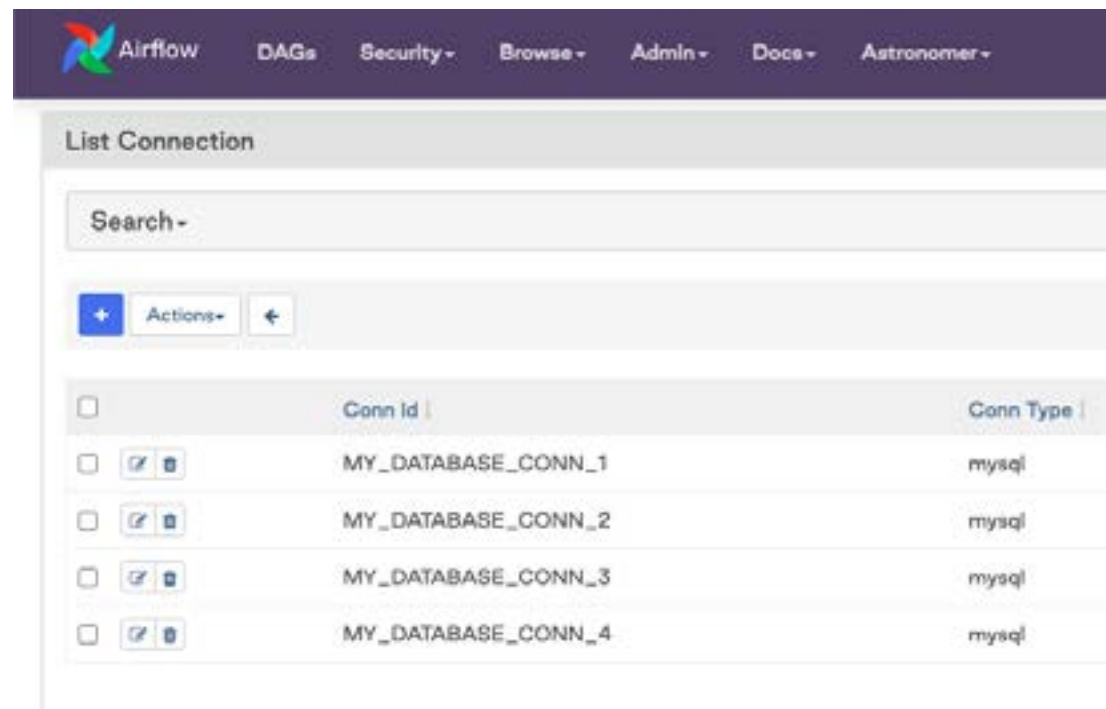 Airflow DAGs Security Browse Admin Docs Astronomer
List Connection
Search
+ Actions
Conn Id Conn Type
MY_DATABASE_CONN_1 mysql
MY_DATABASE_CONN_2 mysql
MY_DATABASE_CONN_3 mysql
MY_DATABASE_CONN_4 mysql